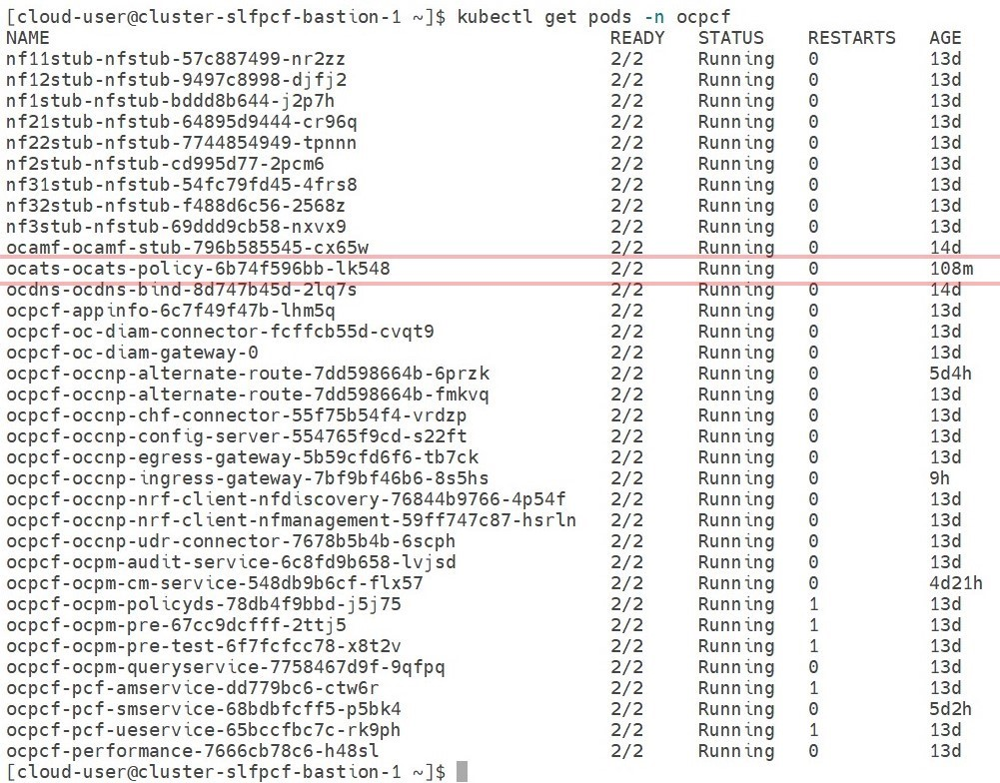 [cloud-user@cluster-slfpcf-bastion-1 ~]$ kubectl get pods -n ocpcf
NAME READY STATUS RESTARTS AGE
nf11stub-nfstub-57c887499-nr2zz 2/2 Running 0 13d
nf12stub-nfstub-9497c8998-djfj2 2/2 Running 0 13d
nf1stub-nfstub-bddd8b644-j2p7h 2/2 Running 0 13d
nf21stub-nfstub-64895d9444-cr96q 2/2 Running 0 13d
nf22stub-nfstub-7744854949-tpnnn 2/2 Running 0 13d
nf2stub-nfstub-cd995d77-2pcm6 2/2 Running 0 13d
nf31stub-nfstub-54fc79fd45-4frs8 2/2 Running 0 13d
nf32stub-nfstub-f488d6c56-2568z 2/2 Running 0 13d
nf3stub-nfstub-69ddd9cb58-nxvx9 2/2 Running 0 13d
ocamf-ocamf-stub-796b585545-cx65w 2/2 Running 0 14d
ocats-ocats-policy-6b74f596bb-lk548 2/2 Running 0 108m
ocdns-ocdns-bind-8d747b45d-2lq7s 2/2 Running 0 14d
ocpcf-appinfo-6c7f49f47b-lhm5q 2/2 Running 0 13d
ocpcf-oc-diam-connector-fcffcb55d-cvqt9 2/2 Running 0 13d
ocpcf-oc-diam-gateway-0 2/2 Running 0 13d
ocpcf-occnp-alternate-route-7dd598664b-6przk 2/2 Running 0 5d4h
ocpcf-occnp-alternate-route-7dd598664b-fmkvq 2/2 Running 0 13d
ocpcf-occnp-chf-connector-55f75b54f4-vrdzp 2/2 Running 0 13d
ocpcf-occnp-config-server-554765f9cd-s22ft 2/2 Running 0 13d
ocpcf-occnp-egress-gateway-5b59cfd6f6-tb7ck 2/2 Running 0 13d
ocpcf-occnp-ingress-gateway-7bf9bf46b6-8s5hs 2/2 Running 0 9h
ocpcf-occnp-nrf-client-nfdiscovery-76844b9766-4p54f 2/2 Running 0 13d
ocpcf-occnp-nrf-client-nfmanagement-59ff747c87-hsrln 2/2 Running 0 13d
ocpcf-occnp-udr-connector-7678b5b4b-6scph 2/2 Running 0 13d
ocpcf-ocpm-audit-service-6c8fd9b658-lvjsd 2/2 Running 0 13d
ocpcf-ocpm-cm-service-548db9b6cf-flx57 2/2 Running 0 4d21h
ocpcf-ocpm-policyds-78db4f9bbd-j5j75 2/2 Running 1 13d
ocpcf-ocpm-pre-67cc9dcfff-2ttj5 2/2 Running 1 13d
ocpcf-ocpm-pre-test-6f7fcfcc78-x8t2v 2/2 Running 1 13d
ocpcf-ocpm-queryservice-7758467d9f-9qfpq 2/2 Running 0 13d
ocpcf-pcf-amservice-dd779bc6-ctw6r 2/2 Running 1 13d
ocpcf-pcf-smservice-68bdbfcff5-p5bk4 2/2 Running 0 5d2h
ocpcf-pcf-ueservice-65bccfbc7c-rk9ph 2/2 Running 1 13d
ocpcf-performance-7666cb78c6-h48sl 2/2 Running 0 13d
[cloud-user@cluster-slfpcf-bastion-1 ~]$